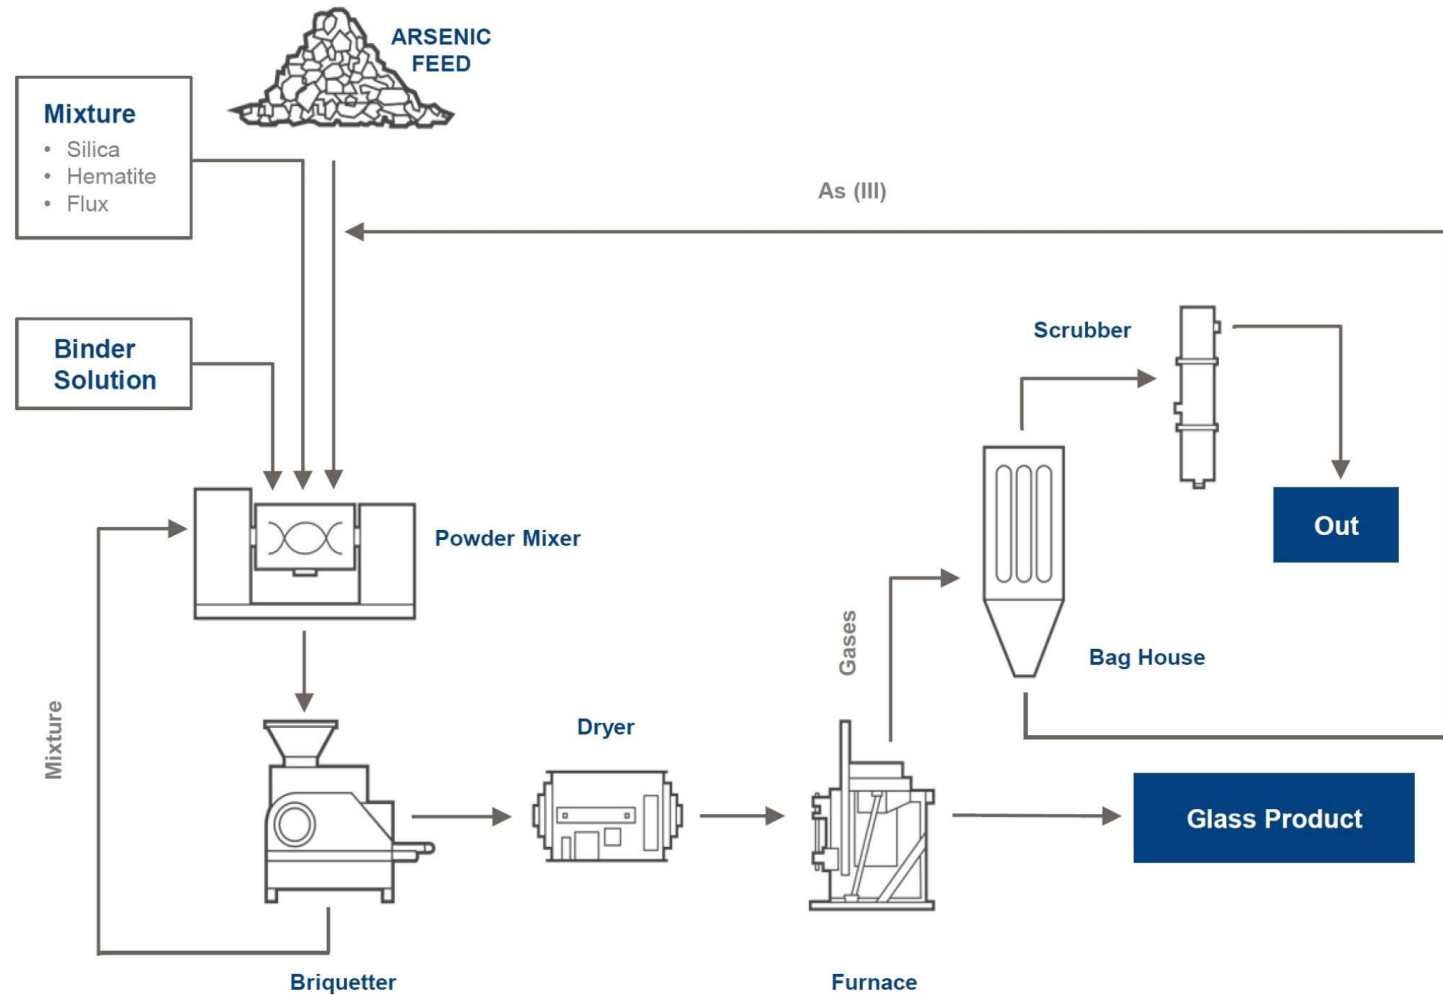 ARSENIC
FEED
Mixture
• Silica
• Hematite
• Flux
As (III)
Binder
Solution
Scrubber
Out
Powder Mixer
Gases
Bag House
Mixture
Dryer
Glass Product
Briquetter
Furnace